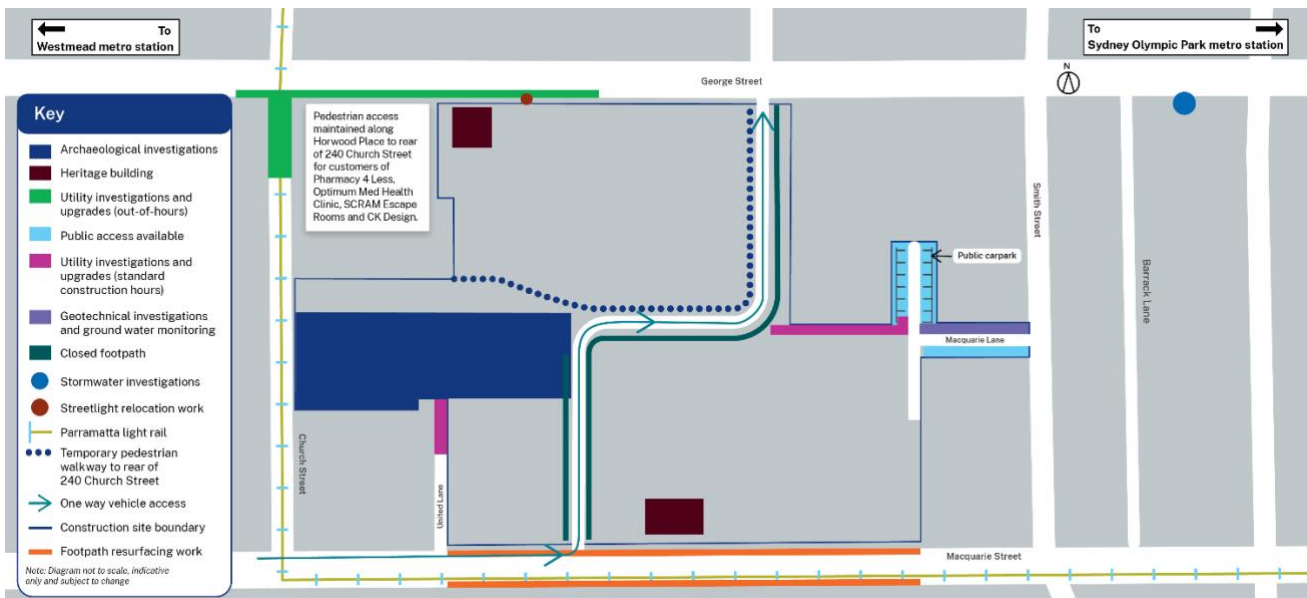 To
Westmead metro station
To
Sydney Olympic Park metro station
George Street
N
Key
Archaeological investigations
Heritage building
Utility investigations and
upgrades (out-of-hours)
Public access available
Utility investigations and
upgrades (standard
construction hours)
Geotechnical investigations
and ground water monitoring
Closed footpath
Stormwater investigations
Streetlight relocation work
Parramatta light rail
Temporary pedestrian
walkway to rear of
240 Church Street
One way vehicle access
Construction site boundary
Footpath resurfacing work
Note: Diagram not to scale, indicative
only and subject to change
Pedestrian access
maintained along
Horwood Place to rear
of 240 Church Street
for customers of
Pharmacy 4 Less,
Optimum Med Health
Clinic, SCRAM Escape
Rooms and CK Design.
Smith Street
Public carpark
Barrack Lane
Macquarie Lane
Church Street
United Lane
Macquarie Street